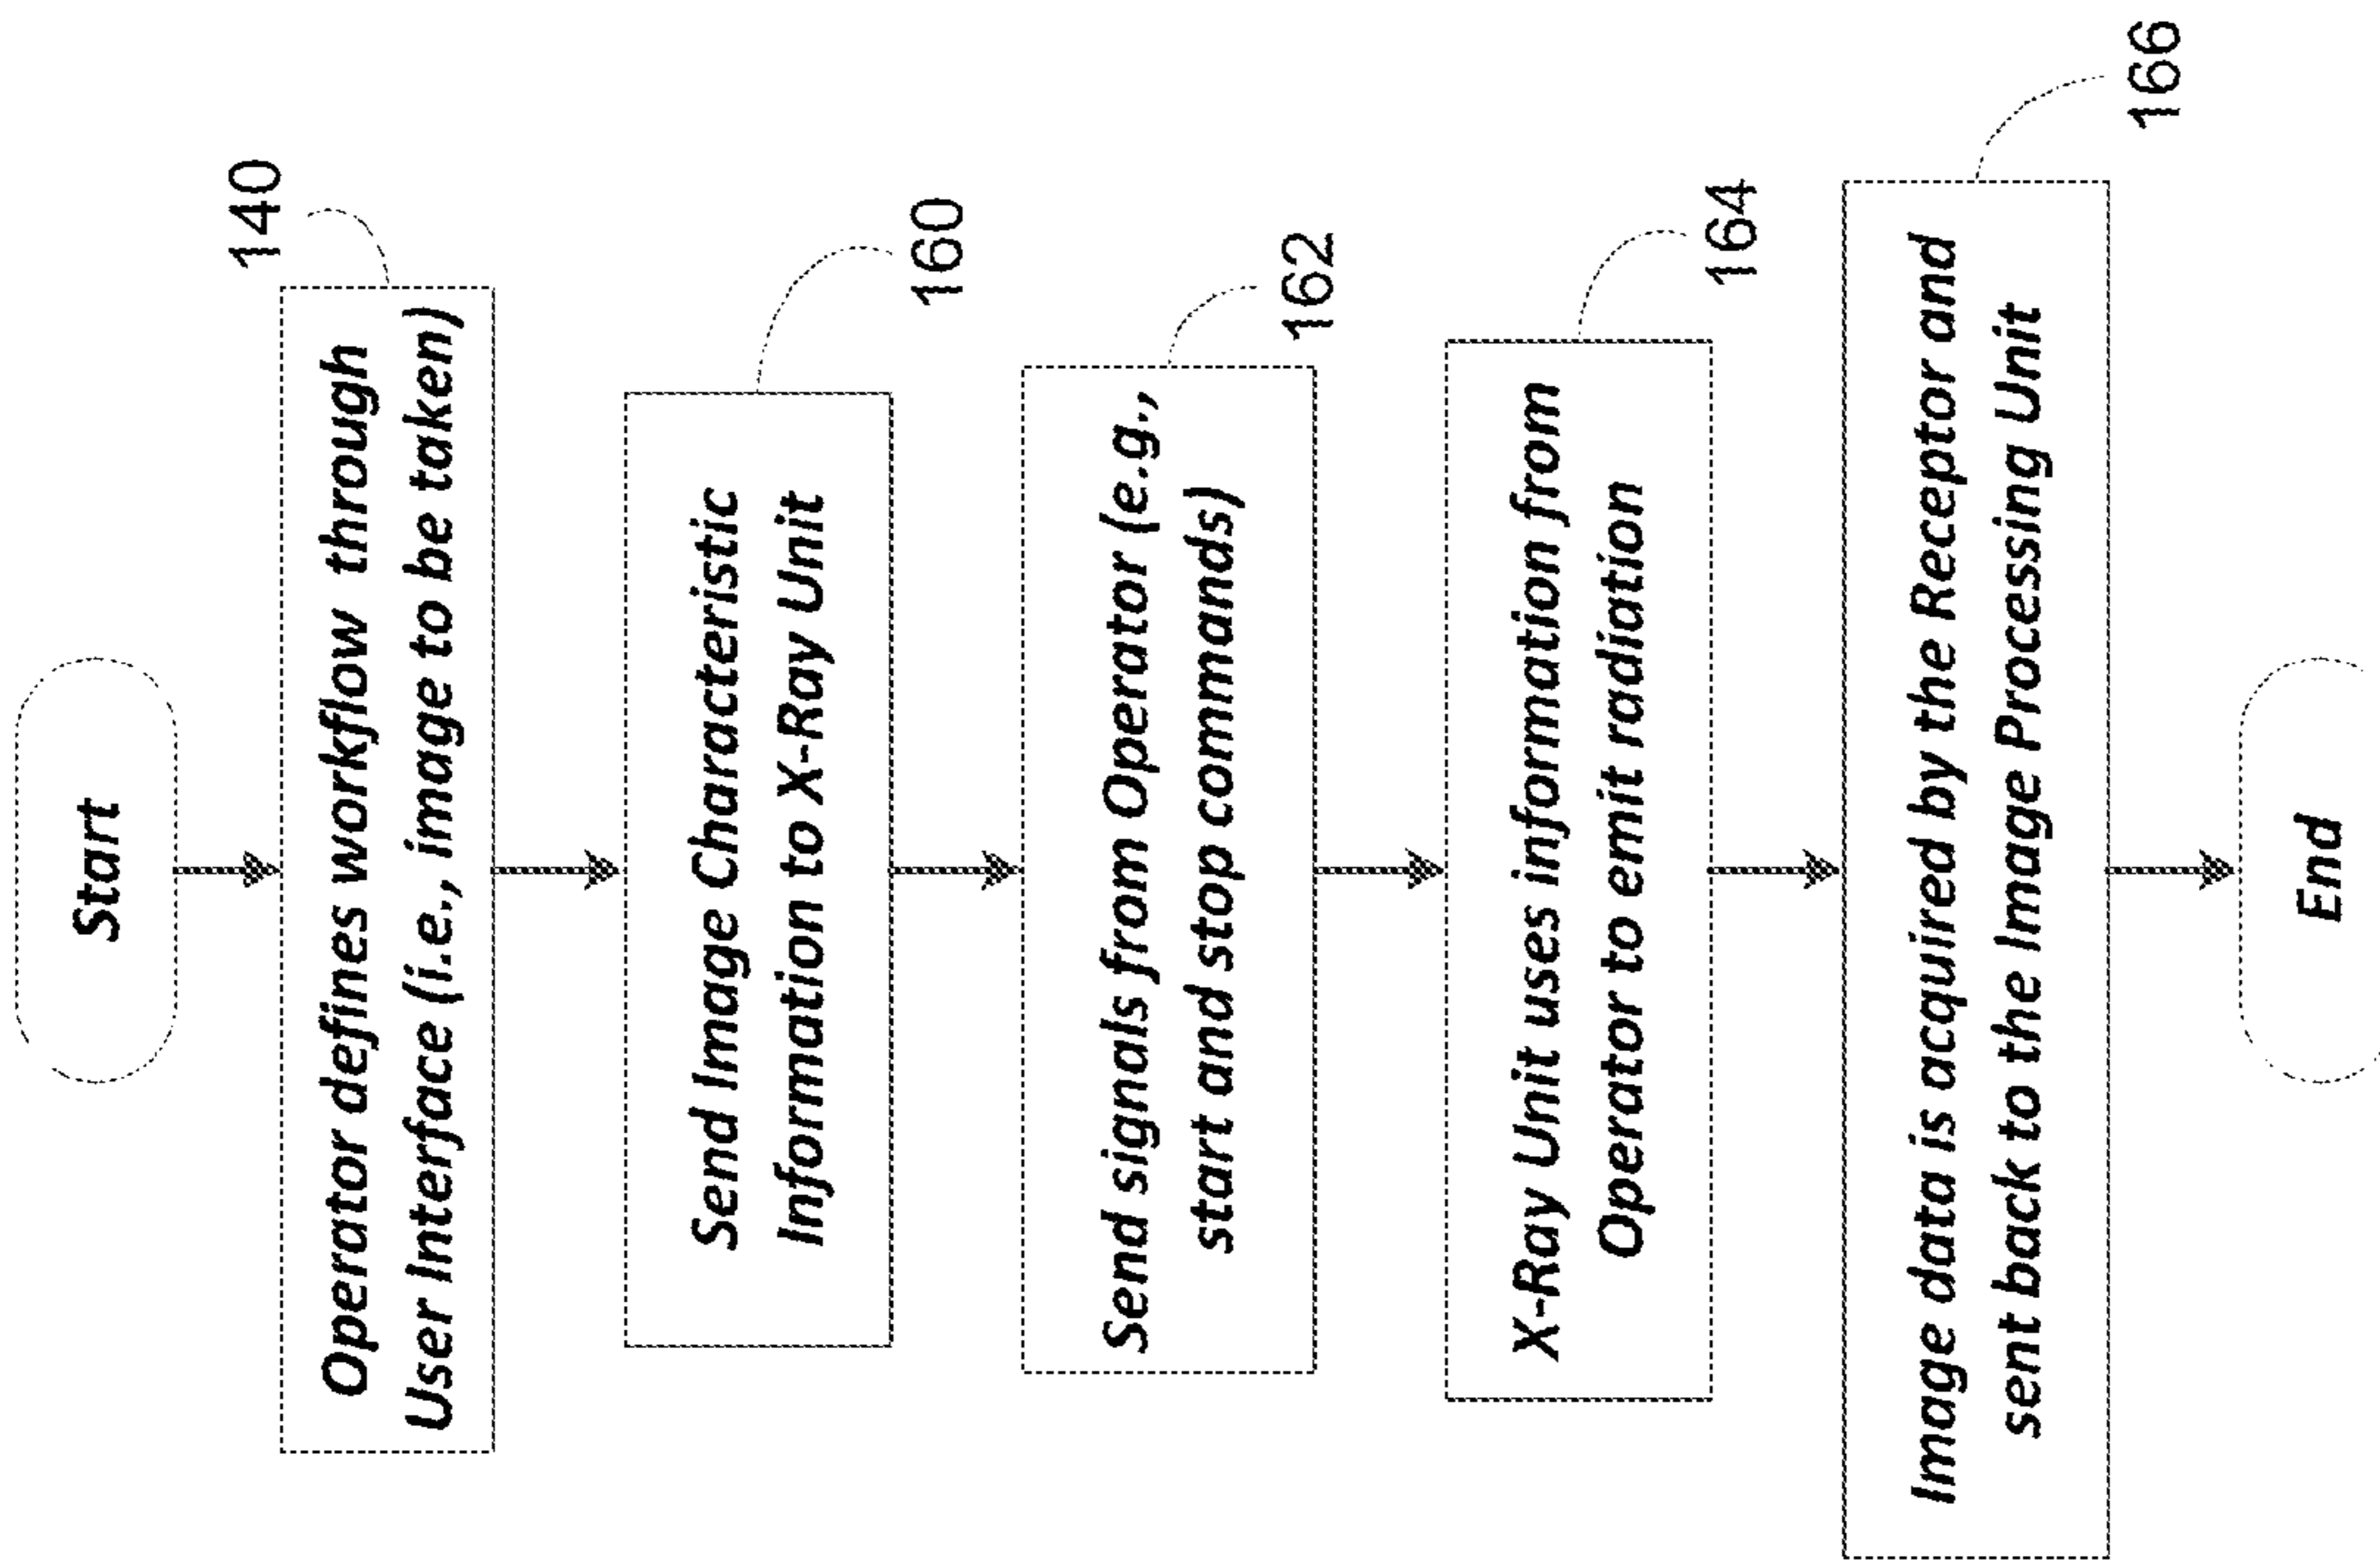 Start
140
Operator defines workflow through
User Interface (i.e., image to be taken)
160
Send Image Characteristic
Information to X-Ray Unit
162
Send signals from Operator (e.g.,
start and stop commands)
164
X-Ray Unit uses information from
Operator to emit radiation
166
Image data is acquired by the Receptor and
sent back to the Image Processing Unit
End